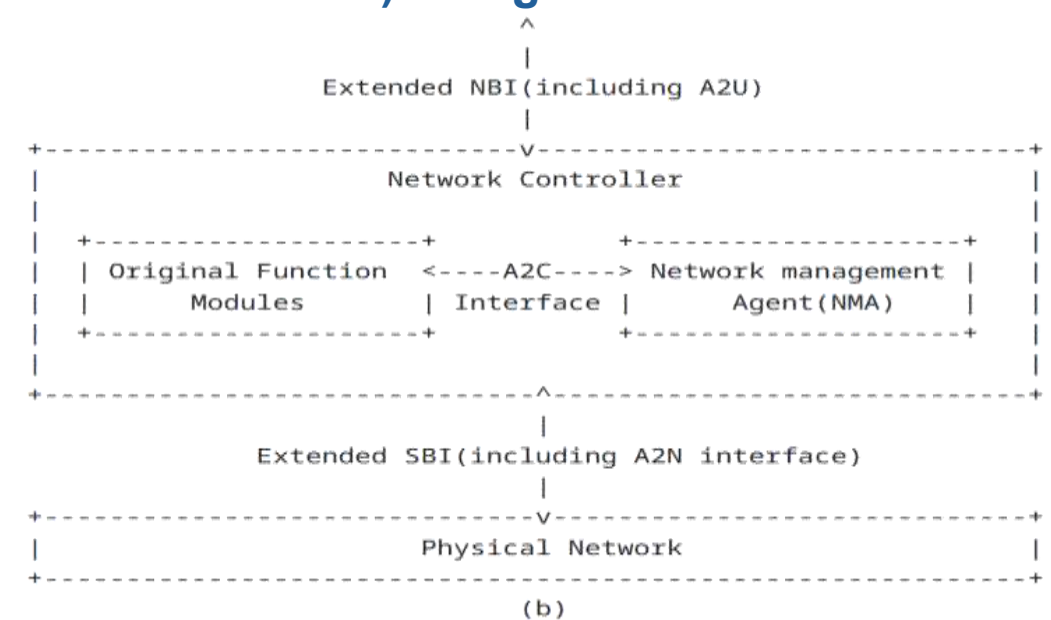 Extended NBI(including A2U)
Network Controller
Original Function <----A2C----> Network management
Modules | Interface | Agent(NMA)
Extended SBI(including A2N interface)
Physical Network
(b)